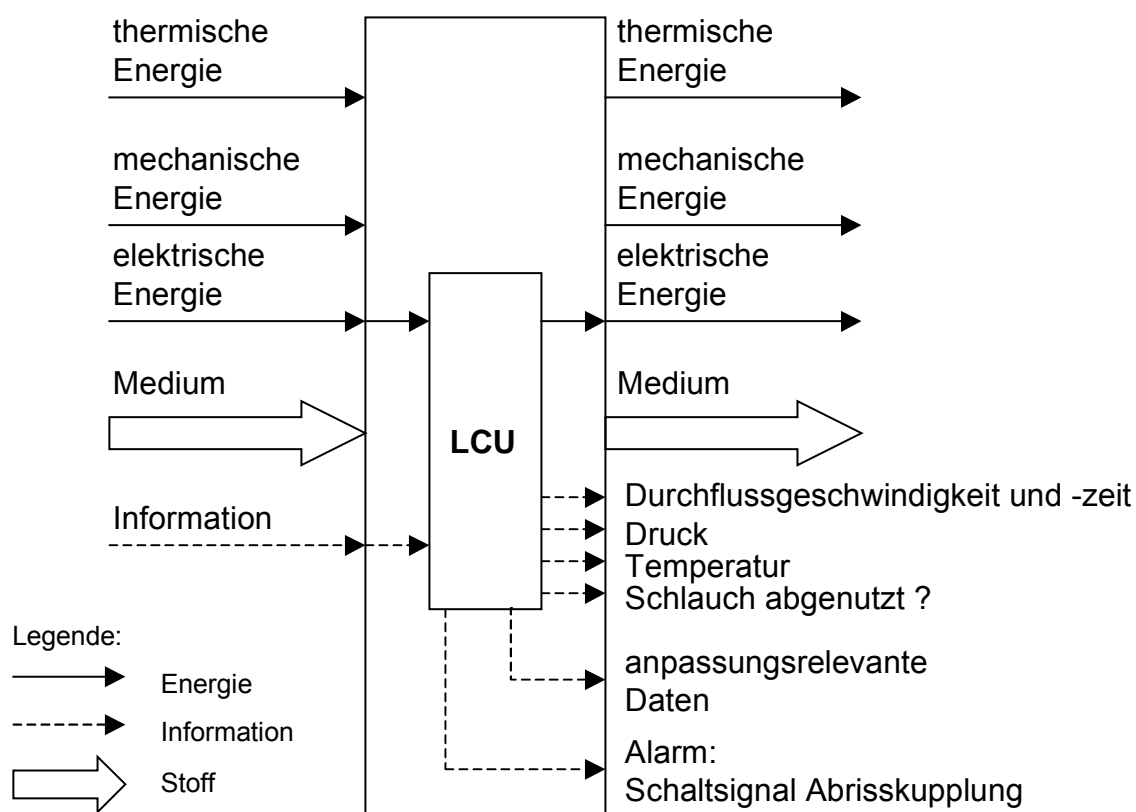 thermische
Energie
mechanische
Energie
elektrische
Energie
Medium
Information
LCU
thermische
Energie
mechanische
Energie
elektrische
Energie
Medium
Durchflussgeschwindigkeit und -zeit
Druck
Temperatur
Schlauch abgenutzt ?
anpassungsrelevante
Daten
Alarm:
Schaltsignal Abrisskupplung
Legende:
Energie
Information
Stoff